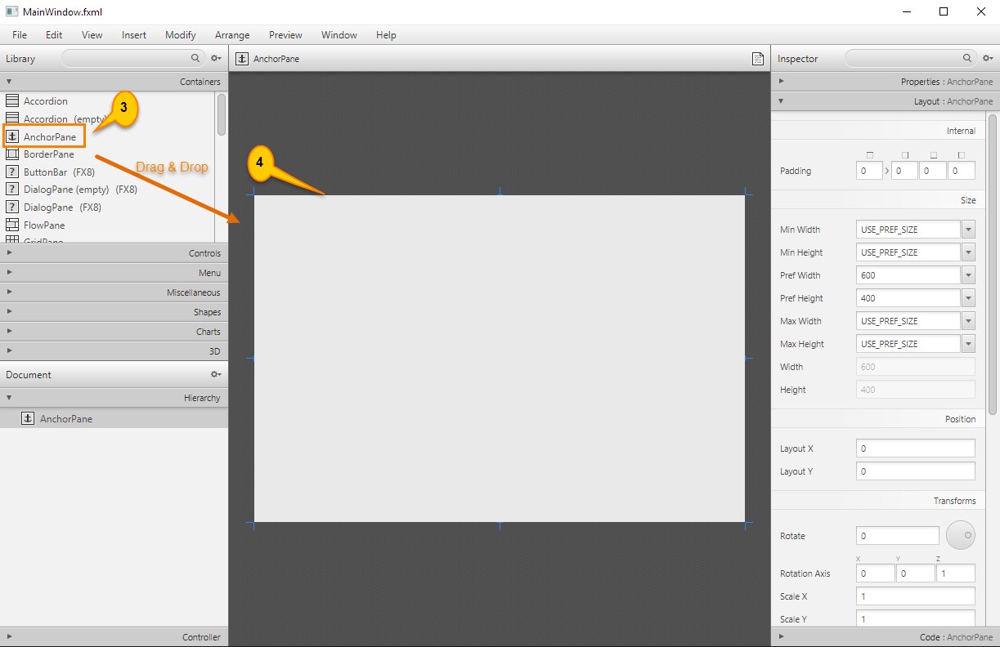 MainWindow.fxml
File Edit View Insert Modify Arrange Preview Window Help
Library
AnchorPane
Inspector
Containers
Accordion
Accordion (empty)
AnchorPane
BorderPane
ButtonBar (FX8)
DialogPane (empty) (FX8)
DialogPane (FX8)
FlowPane
GridPane
3
Drag & Drop
4
Controls
Menu
Miscellaneous
Shapes
Charts
3D
Document
Hierarchy
AnchorPane
Controller
Properties : AnchorPane
Layout : AnchorPane
Internal
Padding 0 0 0 0
Size
Min Width USE_PREF_SIZE
Min Height USE_PREF_SIZE
Pref Width 600
Pref Height 400
Max Width USE_PREF_SIZE
Max Height USE_PREF_SIZE
Width 600
Height 400
Position
Layout X 0
Layout Y 0
Transforms
Rotate 0
X Y Z
Rotation Axis 0 0 1
Scale X 1
Scale Y 1
Code : AnchorPane